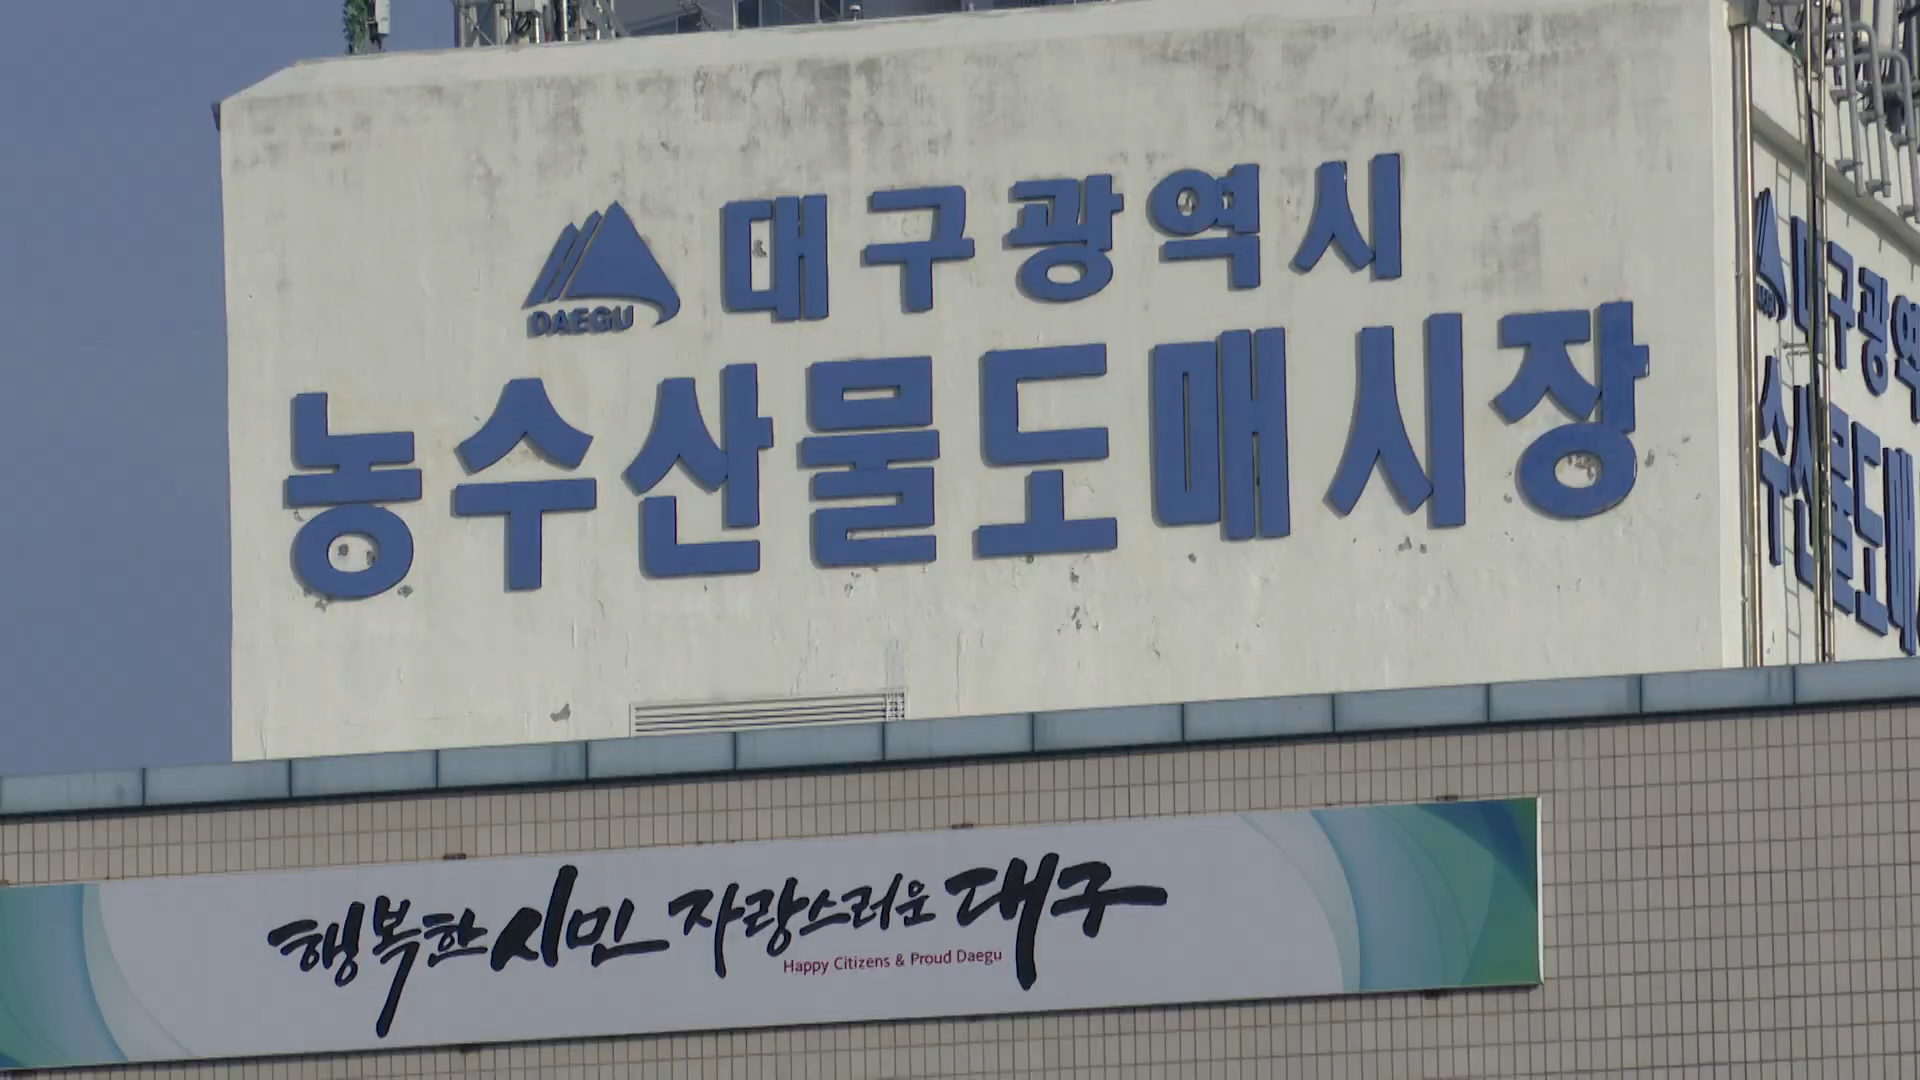 대구광역시
DAEGU
농수산물도매시장
대구광역
수산물도매
행복한 시민 자랑스러운 대구
Happy Citizens & Proud Daegu